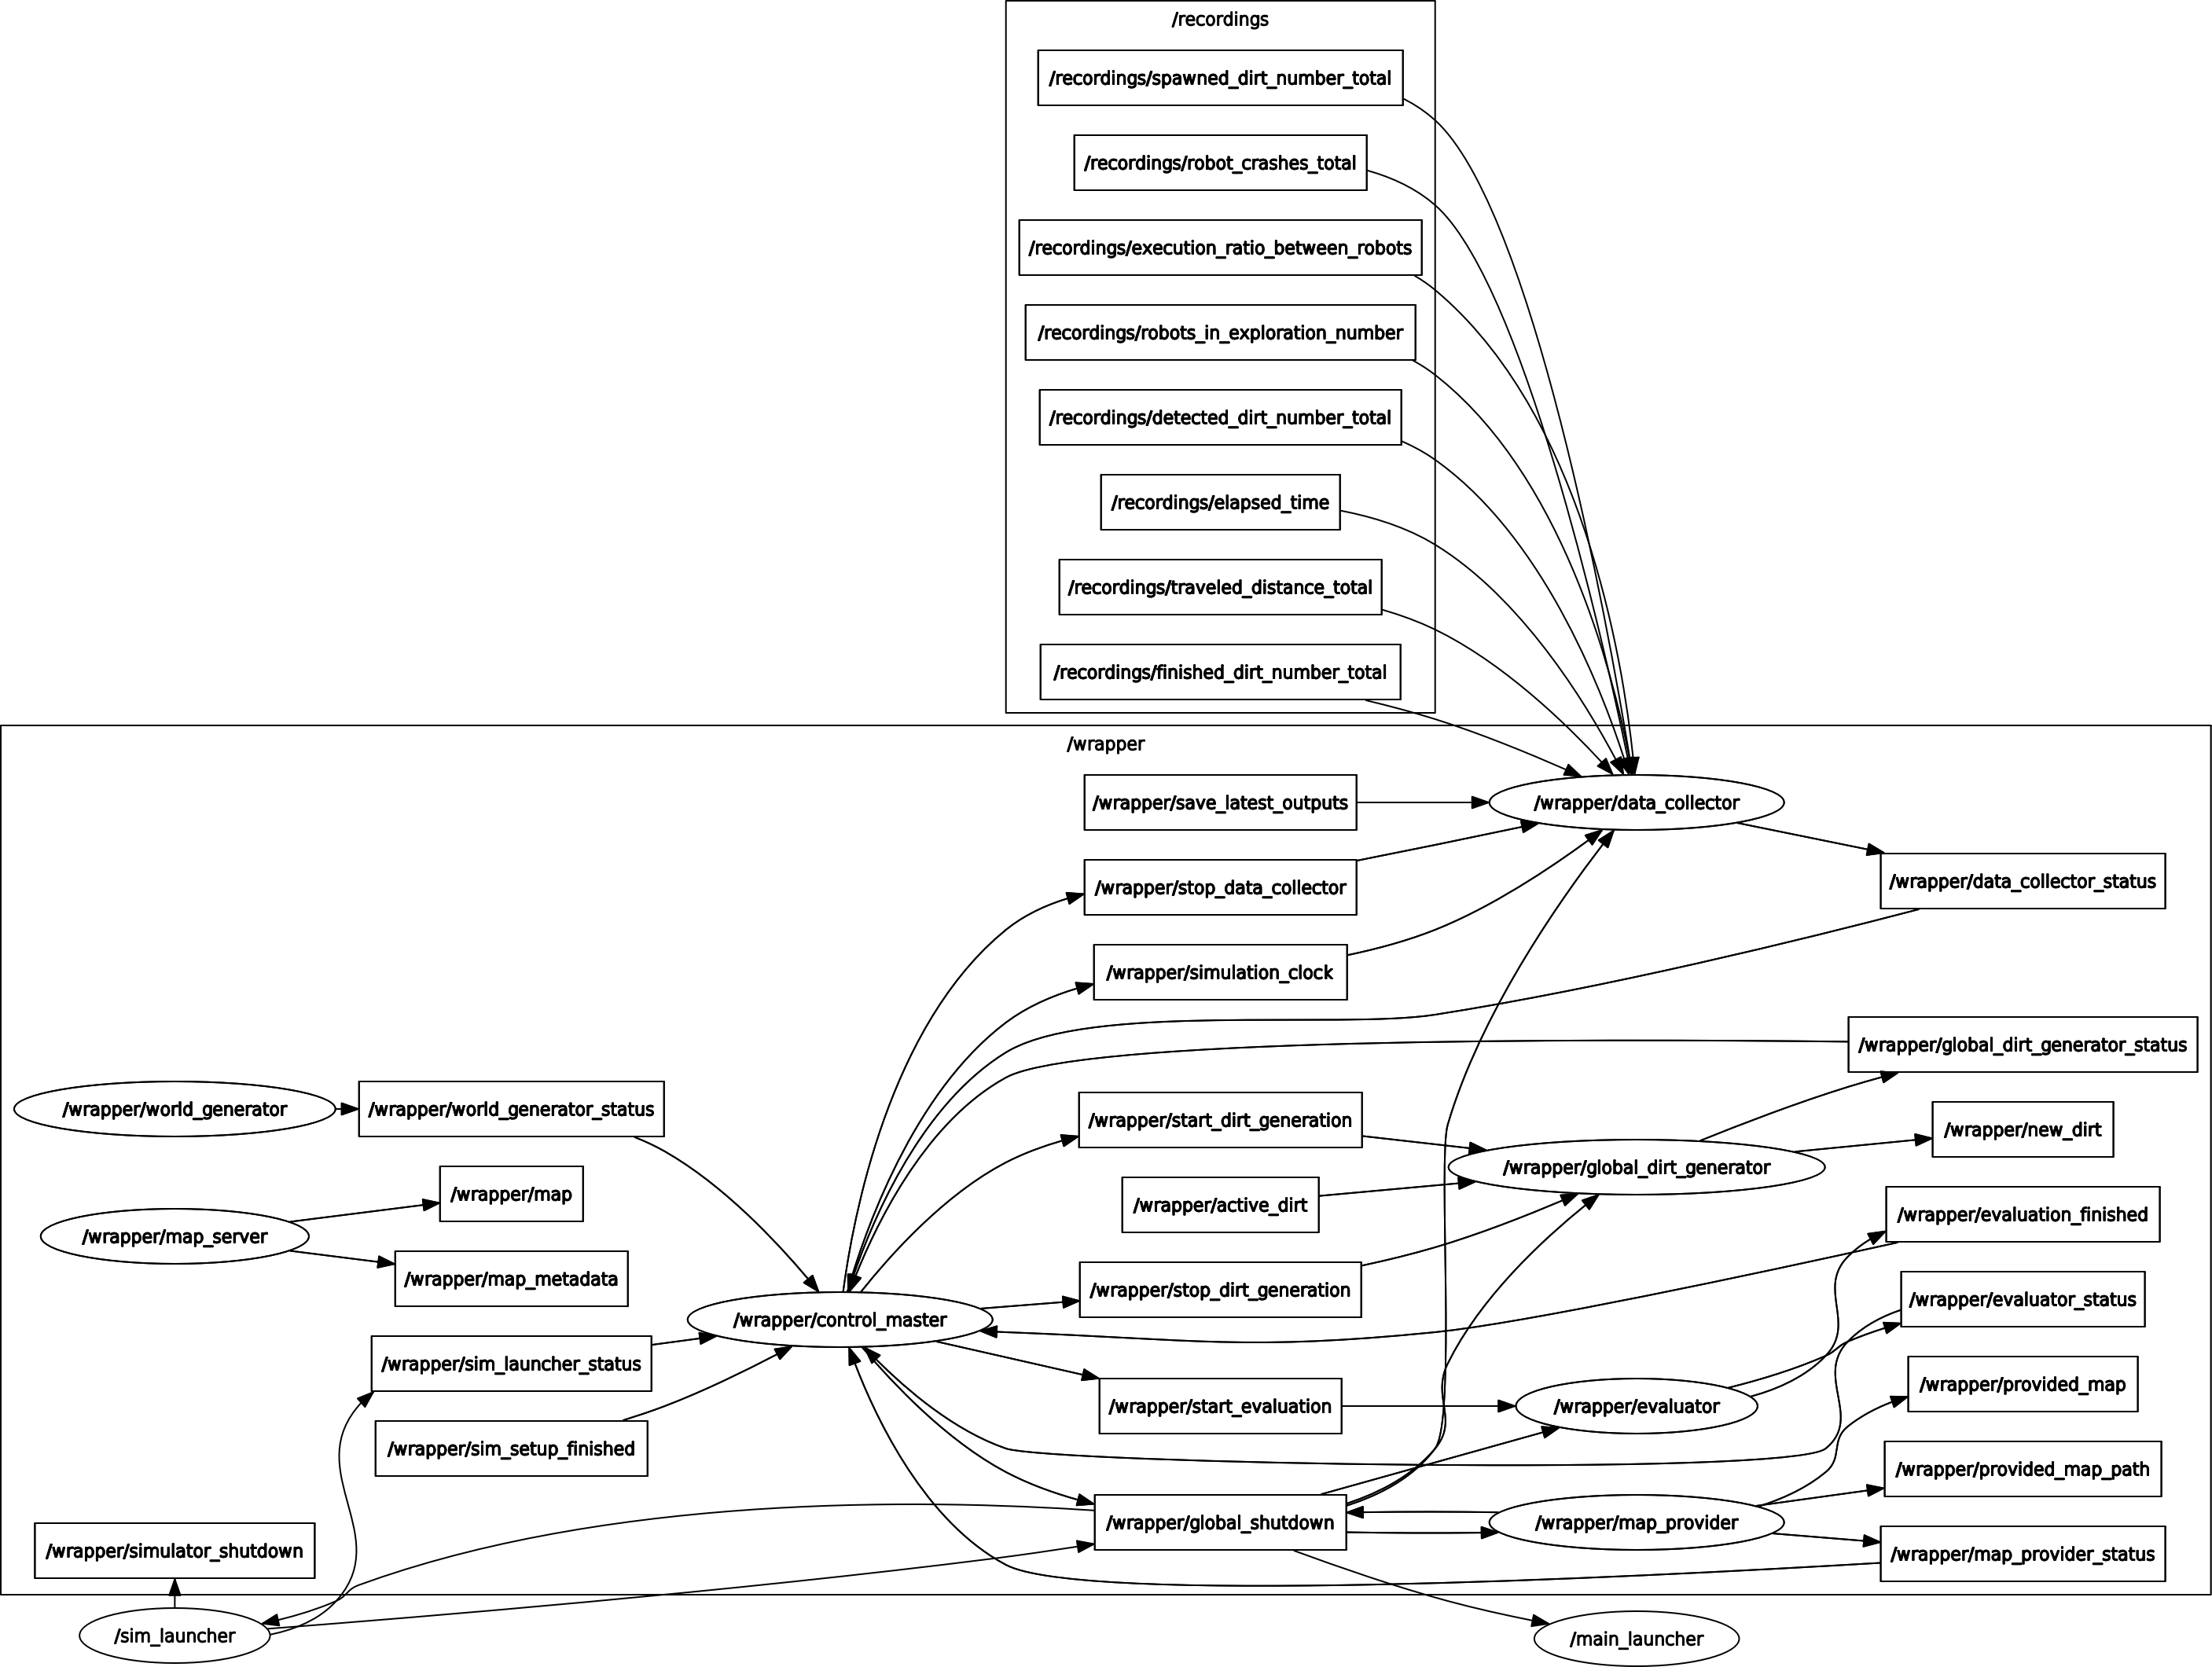 /recordings
/recordings/spawned_dirt_number_total
/recordings/robot_crashes_total
/recordings/execution_ratio_between_robots
/recordings/robots_in_exploration_number
/recordings/detected_dirt_number_total
/recordings/elapsed_time
/recordings/traveled_distance_total
/recordings/finished_dirt_number_total
/wrapper
/wrapper/save_latest_outputs
/wrapper/data_collector
/wrapper/stop_data_collector
/wrapper/data_collector_status
/wrapper/simulation_clock
/wrapper/global_dirt_generator_status
/wrapper/world_generator
/wrapper/world_generator_status
/wrapper/start_dirt_generation
/wrapper/new_dirt
/wrapper/global_dirt_generator
/wrapper/map
/wrapper/active_dirt
/wrapper/evaluation_finished
/wrapper/map_server
/wrapper/map_metadata
/wrapper/stop_dirt_generation
/wrapper/evaluator_status
/wrapper/control_master
/wrapper/sim_launcher_status
/wrapper/provided_map
/wrapper/start_evaluation
/wrapper/evaluator
/wrapper/sim_setup_finished
/wrapper/provided_map_path
/wrapper/global_shutdown
/wrapper/map_provider
/wrapper/simulator_shutdown
/wrapper/map_provider_status
/sim_launcher
/main_launcher